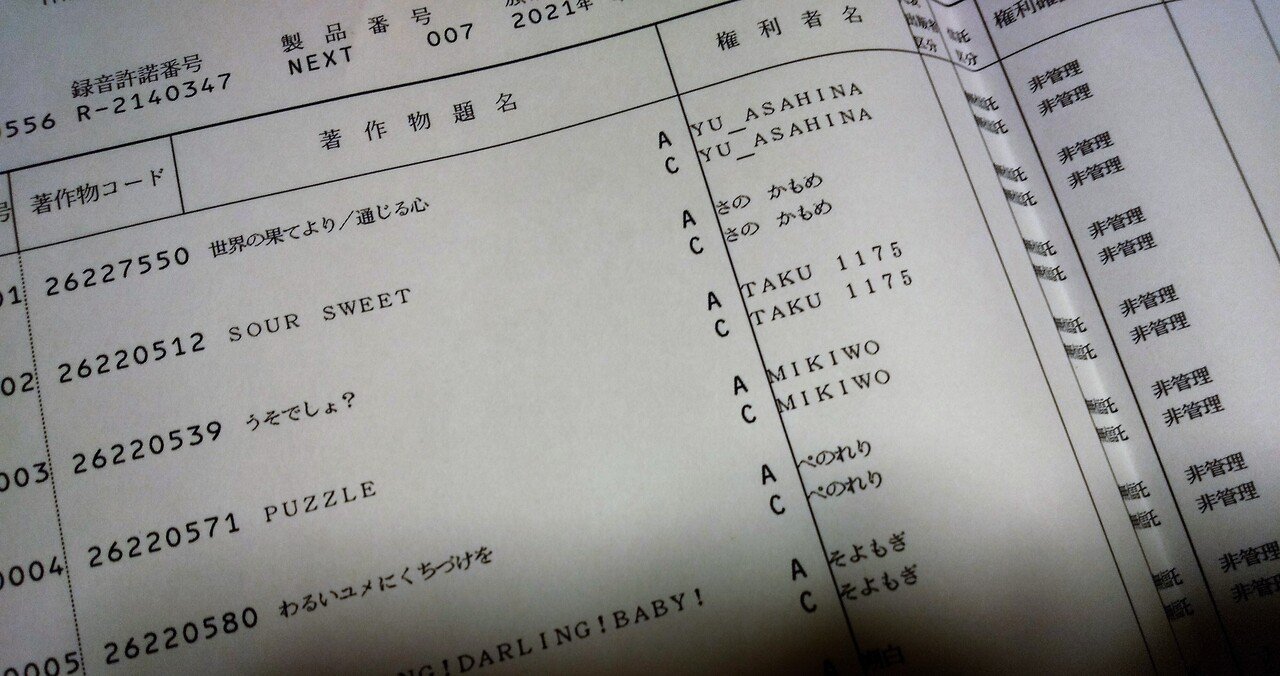 録音許諾番号 製品番号
556 R-2140347 NEXT 007 2021年
著作物コード 著作物題名 権利者名
01 26227550 世界の果てより/通じる心 A YU_ASAHINA 非管理
C YU_ASAHINA 非管理
02 26220512 SOUR SWEET A さの かもめ 非管理
C さの かもめ 非管理
003 26220539 うそでしょ? A TAKU 1175 非管理
C TAKU 1175 非管理
0004 26220571 PUZZLE A MIKIWO 非管理
C MIKIWO 非管理
0005 26220580 わるいユメにくちづけを A ぺのれり 非管理
C ぺのれり 非管理
NG!DARLING!BABY! A そよもぎ 非管理
C そよもぎ 非管理